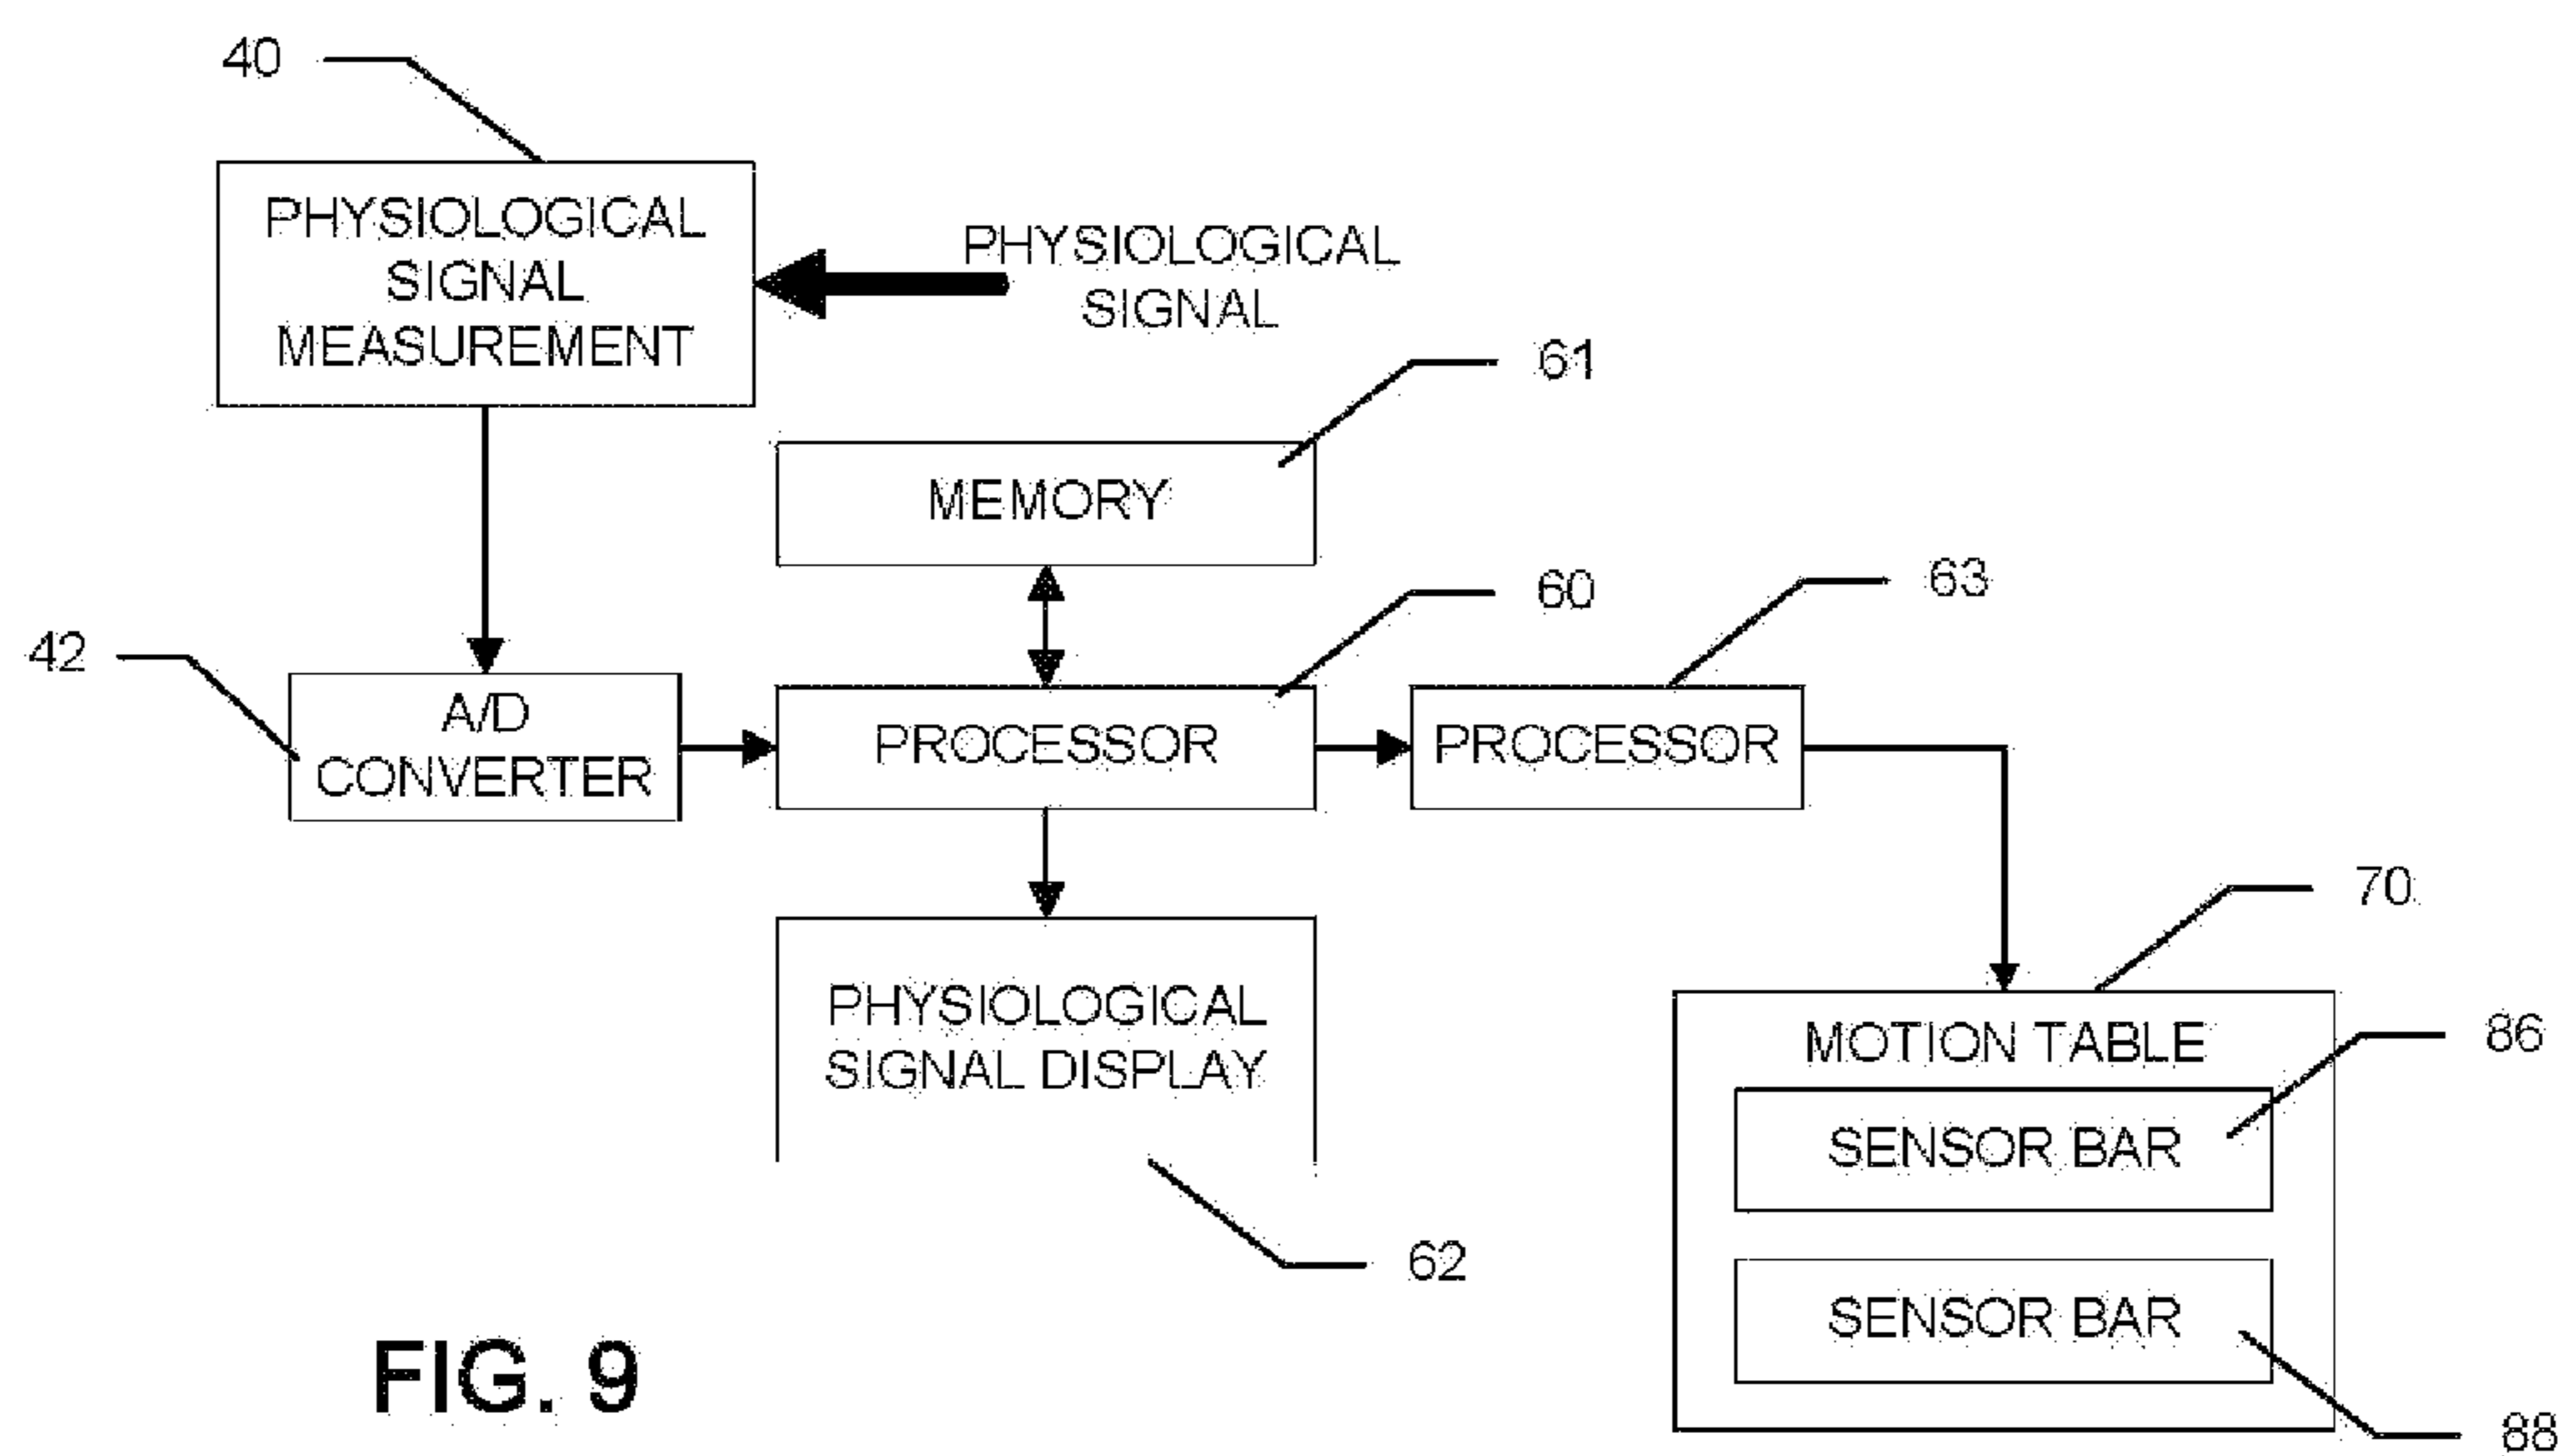 40
PHYSIOLOGICAL
SIGNAL
MEASUREMENT
PHYSIOLOGICAL
SIGNAL
61
MEMORY
60
63
42
A/D
CONVERTER
PROCESSOR
PROCESSOR
70
PHYSIOLOGICAL
SIGNAL DISPLAY
MOTION TABLE
86
SENSOR BAR
62
SENSOR BAR
88
FIG. 9